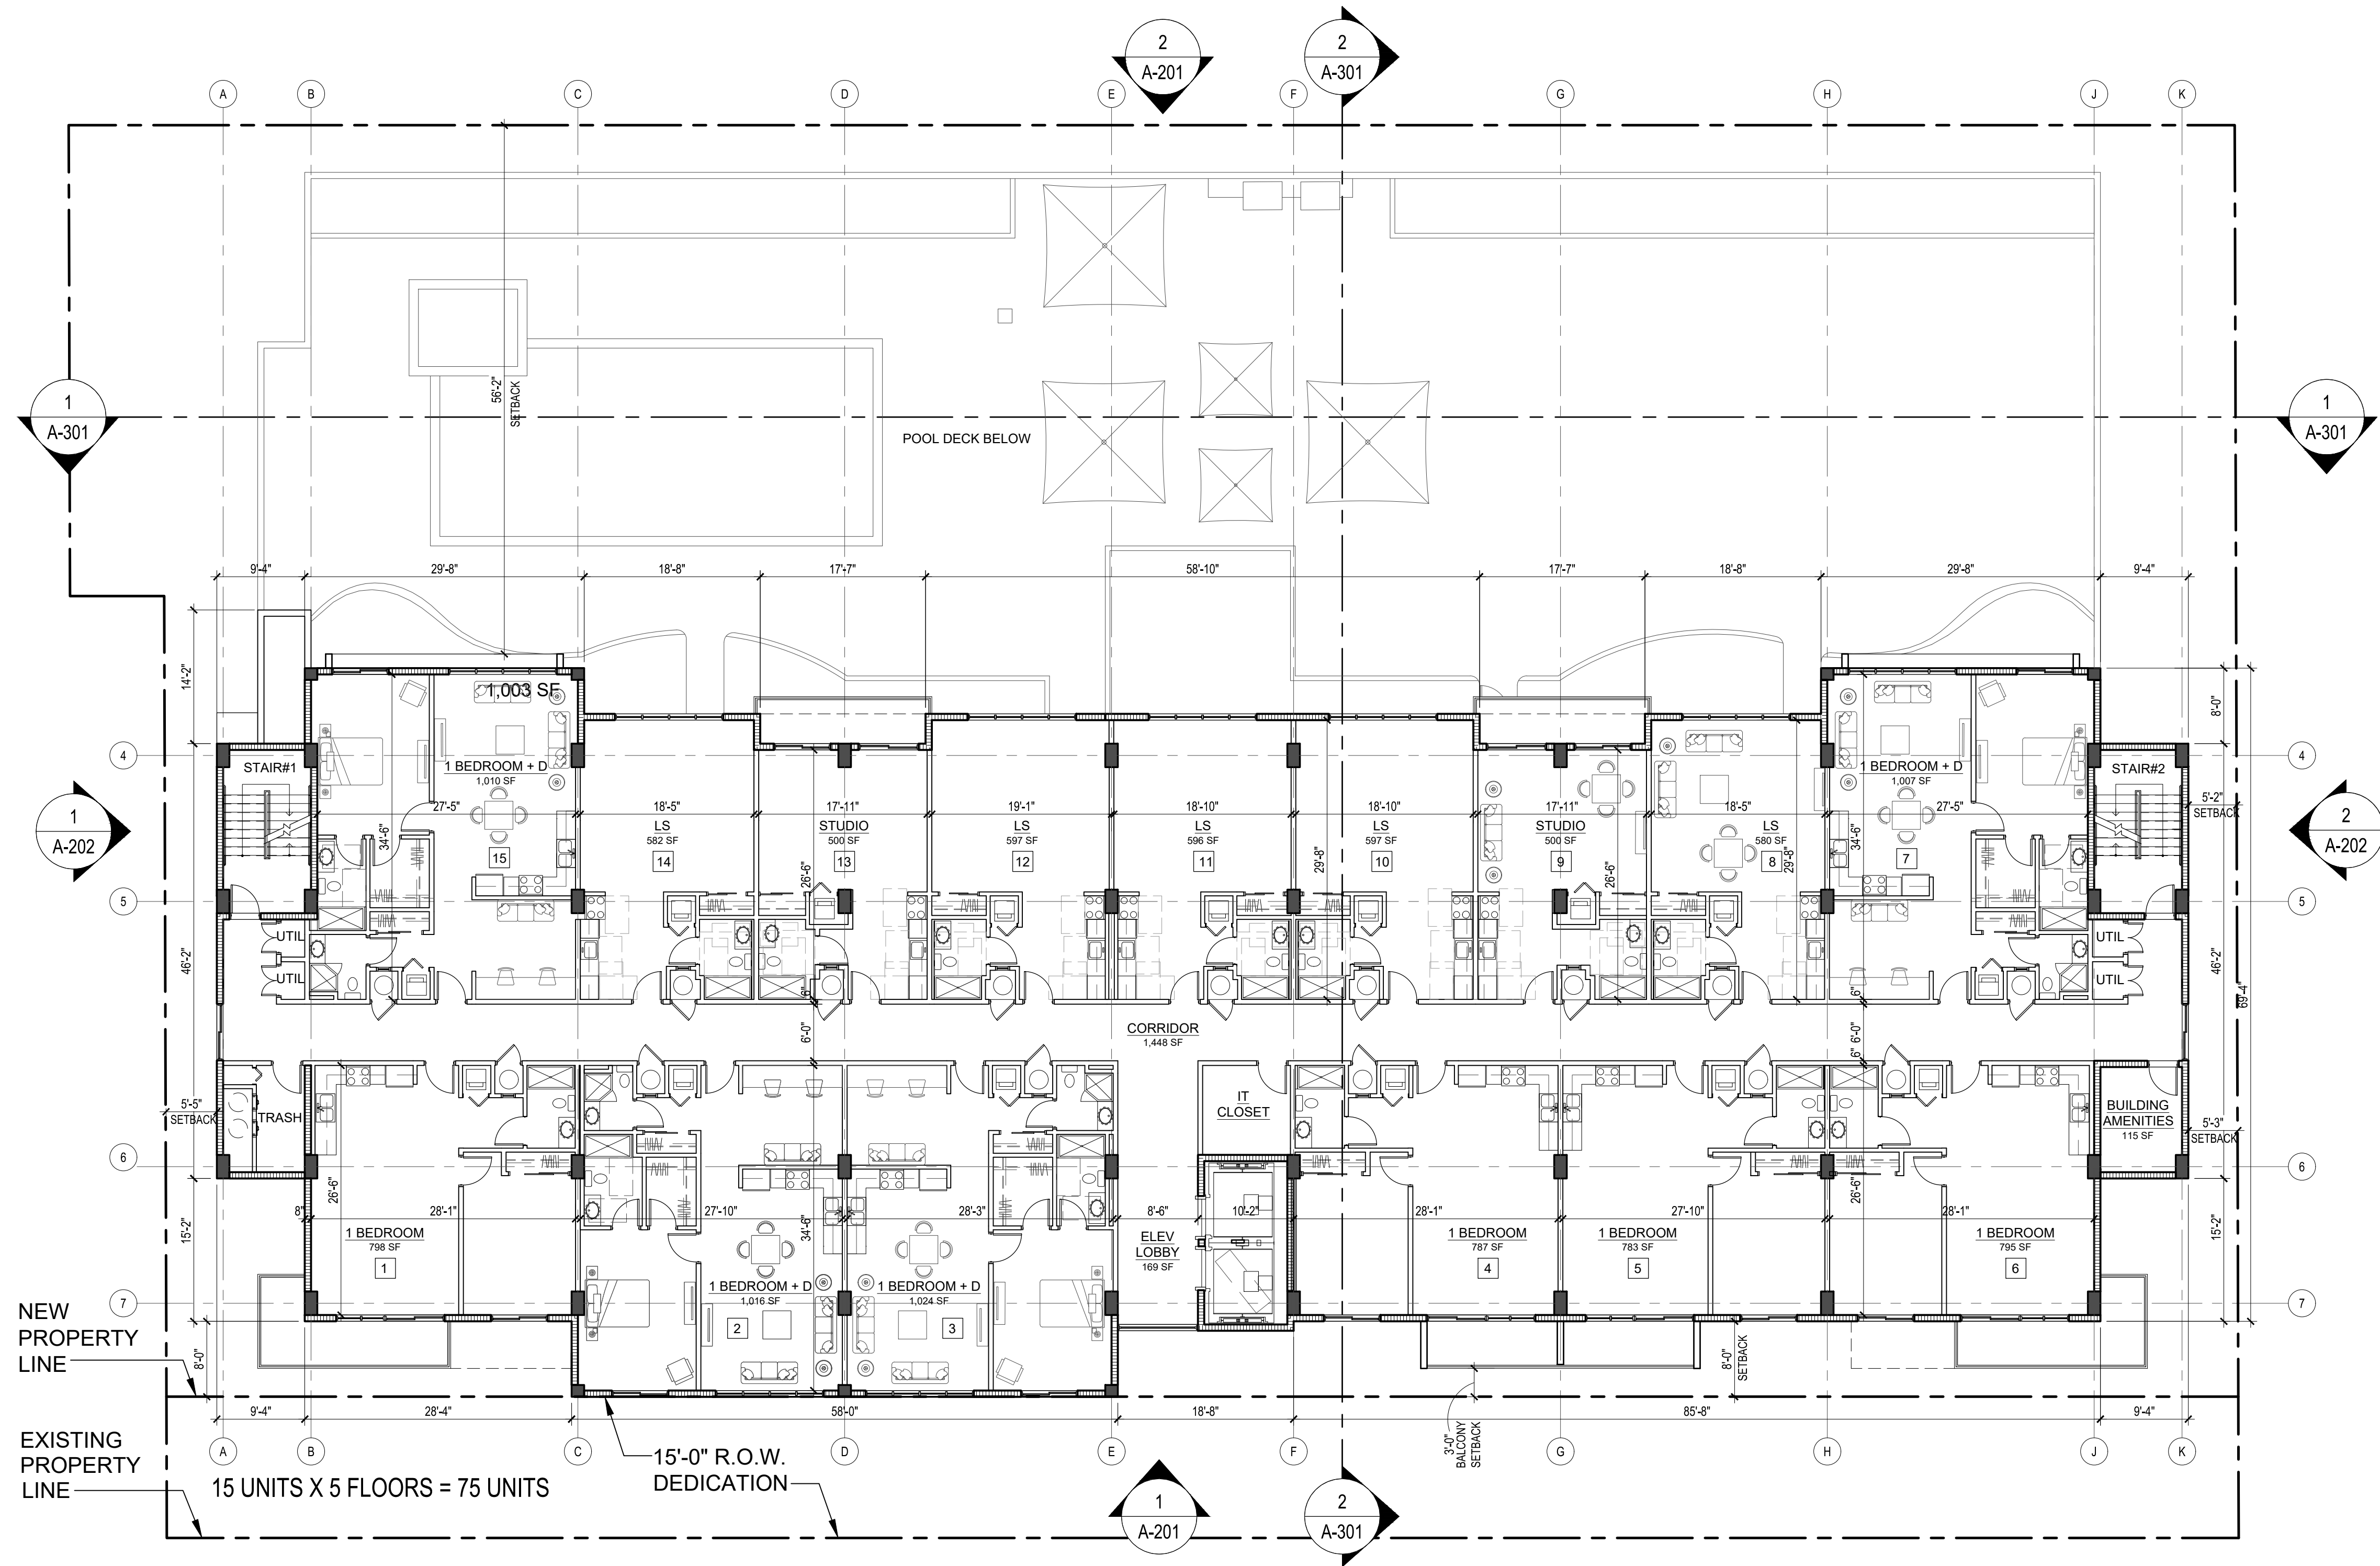 2
A-201
2
A-301
A
B
C
D
E
F
G
H
J
K
56'-2"
SETBACK
1
A-301
1
A-301
POOL DECK BELOW
9'-4"
29'-8"
18'-8"
17'-7"
58'-10"
17'-7"
18'-8"
29'-8"
9'-4"
14'-2"
8'-0"
1,003 SF
4
4
STAIR#1
1 BEDROOM + D
1,010 SF
1 BEDROOM + D
1,007 SF
STAIR#2
5'-2"
SETBACK
1
A-202
2
A-202
27'-5"
18'-5"
17'-11"
19'-1"
18'-10"
18'-10"
17'-11"
18'-5"
27'-5"
LS
582 SF
14
STUDIO
500 SF
13
LS
597 SF
12
LS
596 SF
11
LS
597 SF
10
STUDIO
500 SF
9
LS
580 SF
8
34'-6"
15
26'-6"
29'-8"
26'-6"
29'-8"
34'-6"
7
5
5
UTIL
UTIL
UTIL
UTIL
46'-2"
46'-2"
69'-4"
6"
6"
6'-0"
CORRIDOR
1,448 SF
6'-0"
6"
5'-5"
SETBACK
TRASH
IT
CLOSET
BUILDING
AMENITIES
115 SF
5'-3"
SETBACK
6
6
26'-6"
26'-6"
8"
28'-1"
27'-10"
28'-3"
8'-6"
10'-2"
28'-1"
27'-10"
28'-1"
15'-2"
34'-6"
15'-2"
1 BEDROOM
798 SF
1
ELEV
LOBBY
169 SF
1 BEDROOM
787 SF
4
1 BEDROOM
783 SF
5
1 BEDROOM
795 SF
6
1 BEDROOM + D
1,016 SF
2
1 BEDROOM + D
1,024 SF
3
7
7
NEW
PROPERTY
LINE
8'-0"
8'-0"
SETBACK
9'-4"
28'-4"
58'-0"
18'-8"
85'-8"
9'-4"
3'-0"
BALCONY
SETBACK
A
B
C
D
E
F
G
H
J
K
EXISTING
PROPERTY
LINE
15 UNITS X 5 FLOORS = 75 UNITS
15'-0" R.O.W.
DEDICATION
1
A-201
2
A-301